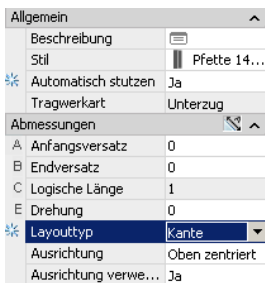 Allgemein
Beschreibung
Stil Pfette 14...
Automatisch stutzen Ja
Tragwerkart Unterzug
Abmessungen
A Anfangsversatz 0
B Endversatz 0
C Logische Länge 1
E Drehung 0
Layouttyp Kante
Ausrichtung Oben zentriert
Ausrichtung verwe... Ja